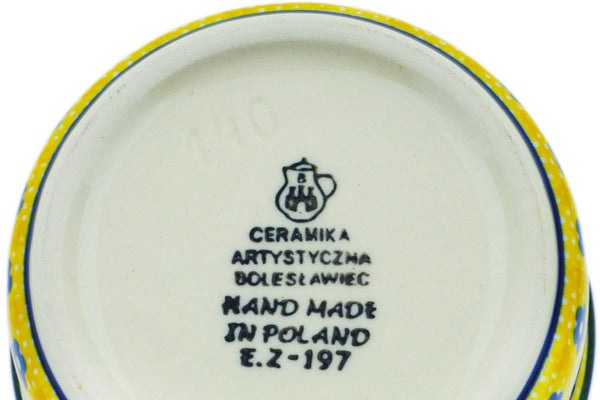 140
B
CERAMIKA
ARTYSTYCZNA
BOLESŁAWIEC
HAND MADE
IN POLAND
E.Z-197